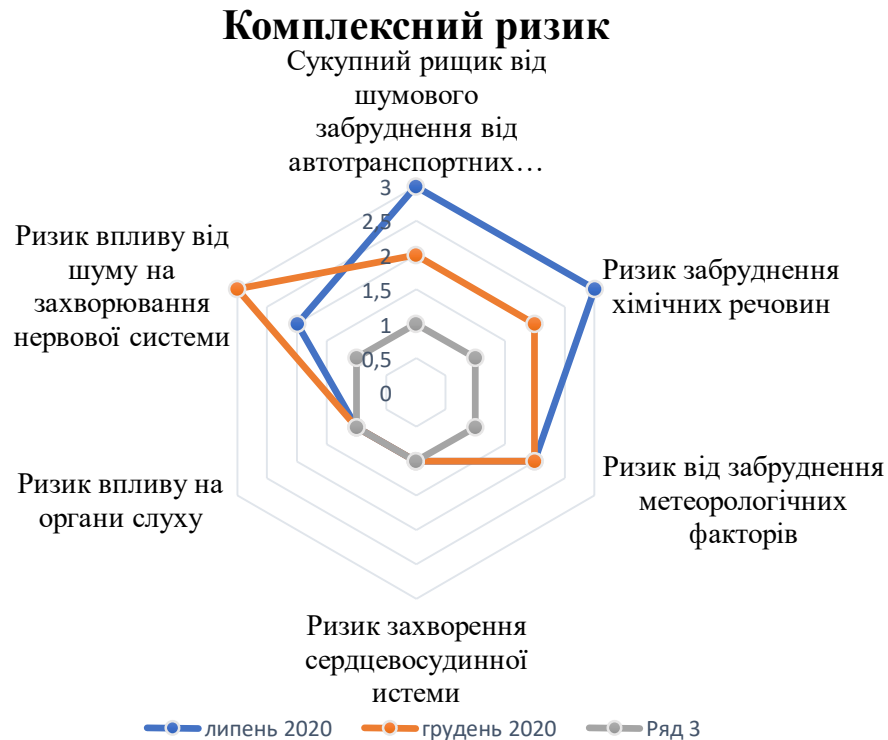 Комплексний ризик
Сукупний рищик від
шумового
забруднення від
автотранспортних…
3
2,5
2
1,5
1
0,5
0
Ризик забруднення
хімічних речовин
Ризик від забруднення
метеорологічних
факторів
Ризик захворення
сердцевосудинної
истеми
Ризик впливу на
органи слуху
Ризик впливу від
шуму на
захворювання
нервової системи
липень 2020 грудень 2020 Ряд 3